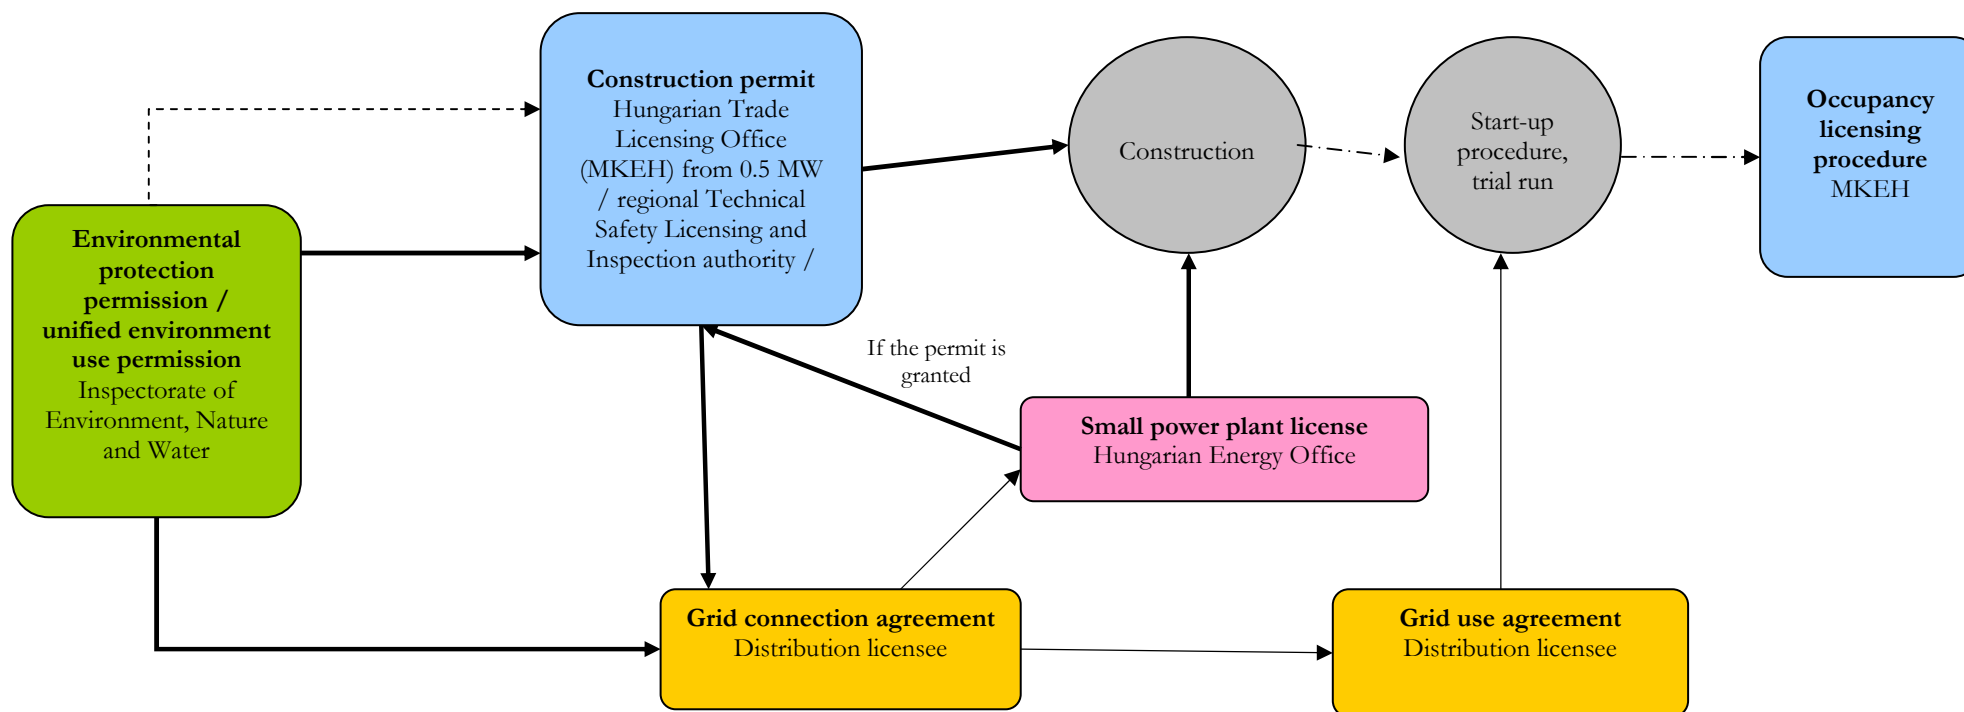 Environmental
protection
permission /
unified environment
use permission
Inspectorate of
Environment, Nature
and Water
Construction permit
Hungarian Trade
Licensing Office
(MKEH) from 0.5 MW
/ regional Technical
Safety Licensing and
Inspection authority /
Construction
Start-up
procedure,
trial run
Occupancy
licensing
procedure
MKEH
If the permit is
granted
Small power plant license
Hungarian Energy Office
Grid connection agreement
Distribution licensee
Grid use agreement
Distribution licensee